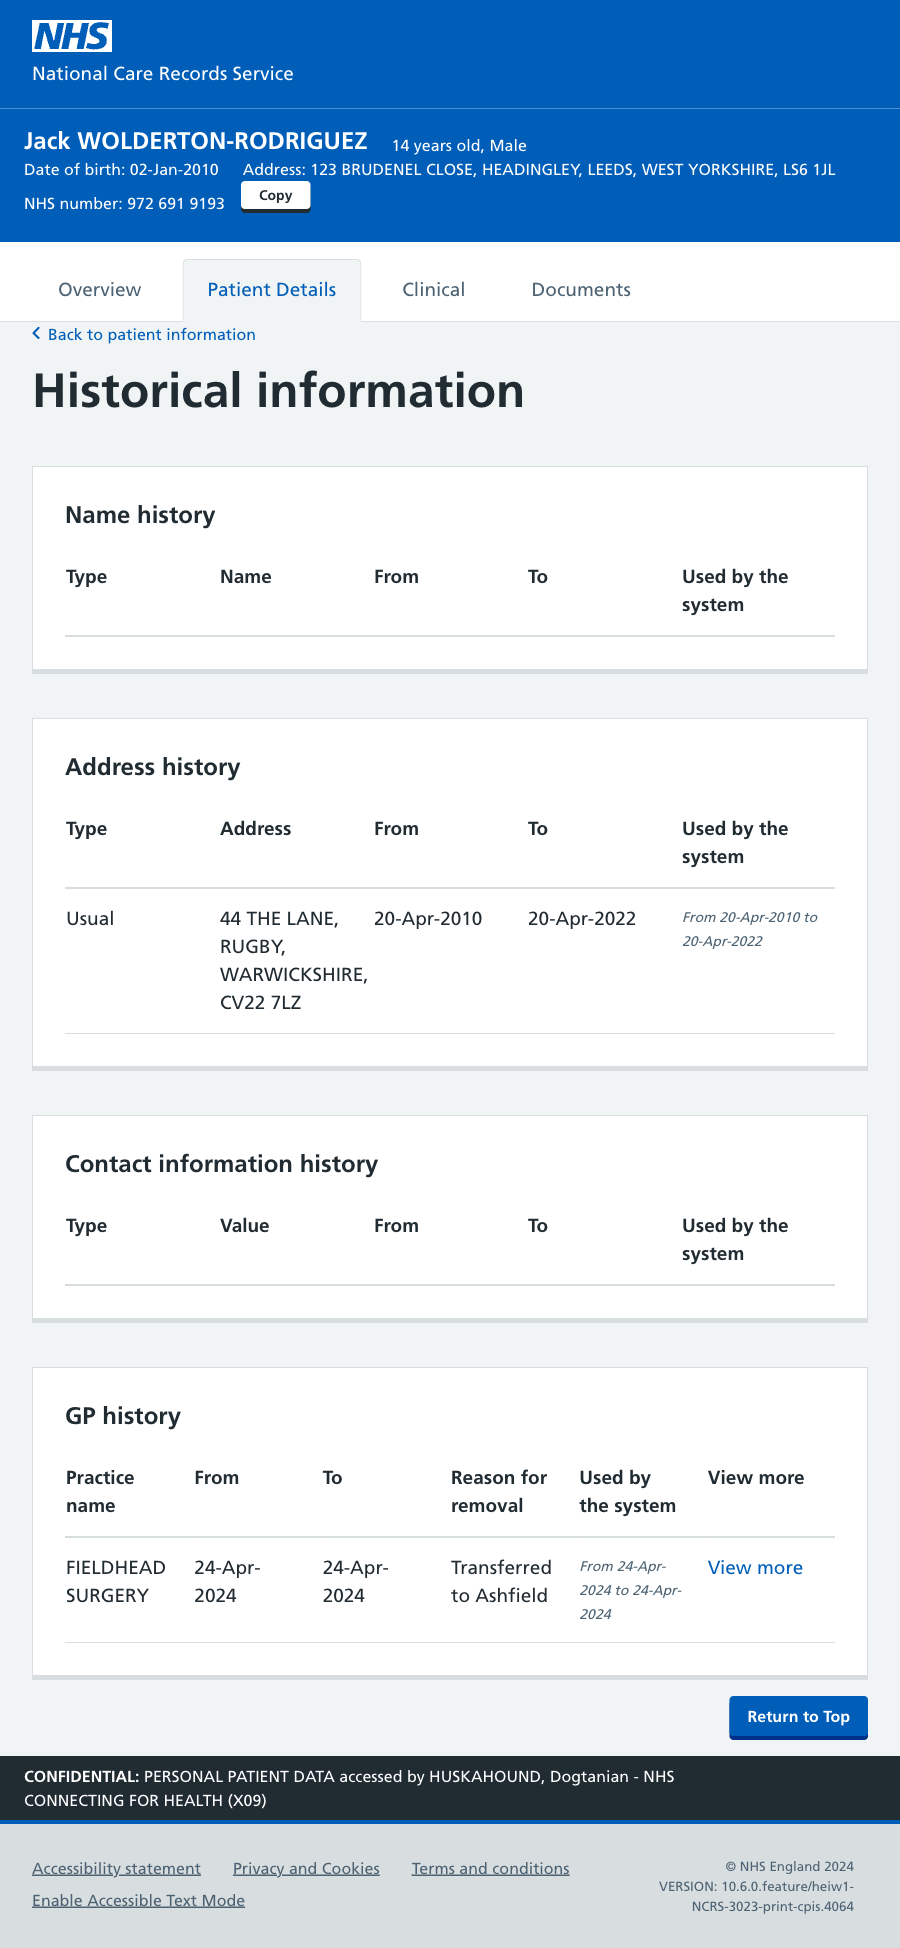 NHS
National Care Records Service
Jack WOLDERTON-RODRIGUEZ 14 years old, Male
Date of birth: 02-Jan-2010 Address: 123 BRUDENEL CLOSE, HEADINGLEY, LEEDS, WEST YORKSHIRE, LS6 1JL
NHS number: 972 691 9193 Copy
Overview Patient Details Clinical Documents
Back to patient information
Historical information
Name history
Type Name From To Used by the
system
Address history
Type Address From To Used by the
system
Usual 44 THE LANE, 20-Apr-2010 20-Apr-2022 From 20-Apr-2010 to
RUGBY, 20-Apr-2022
WARWICKSHIRE,
CV22 7LZ
Contact information history
Type Value From To Used by the
system
GP history
Practice From To Reason for Used by View more
name removal the system
FIELDHEAD 24-Apr- 24-Apr- Transferred From 24-Apr- View more
SURGERY 2024 2024 to Ashfield 2024 to 24-Apr-
2024
Return to Top
CONFIDENTIAL: PERSONAL PATIENT DATA accessed by HUSKAHOUND, Dogtanian - NHS
CONNECTING FOR HEALTH (X09)
Accessibility statement Privacy and Cookies Terms and conditions
Enable Accessible Text Mode
© NHS England 2024
VERSION: 10.6.0.feature/heiw1-
NCRS-3023-print-cpis.4064